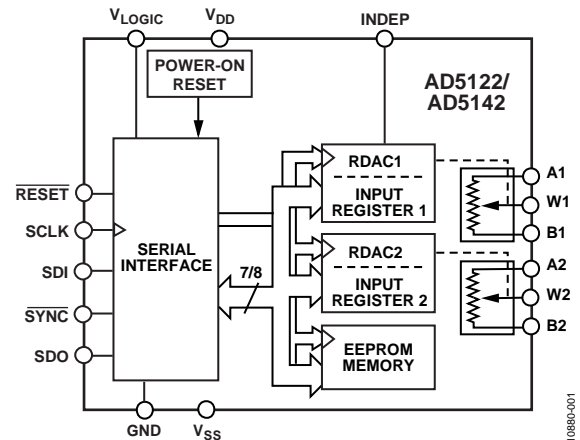 VLOGIC
VDD
INDEP
POWER-ON
RESET
AD5122/
AD5142
RDAC1
INPUT
REGISTER 1
A1
W1
B1
RESET
SCLK
SDI
SYNC
SDO
SERIAL
INTERFACE
7/8
RDAC2
INPUT
REGISTER 2
A2
W2
B2
EEPROM
MEMORY
GND
VSS
10880-001